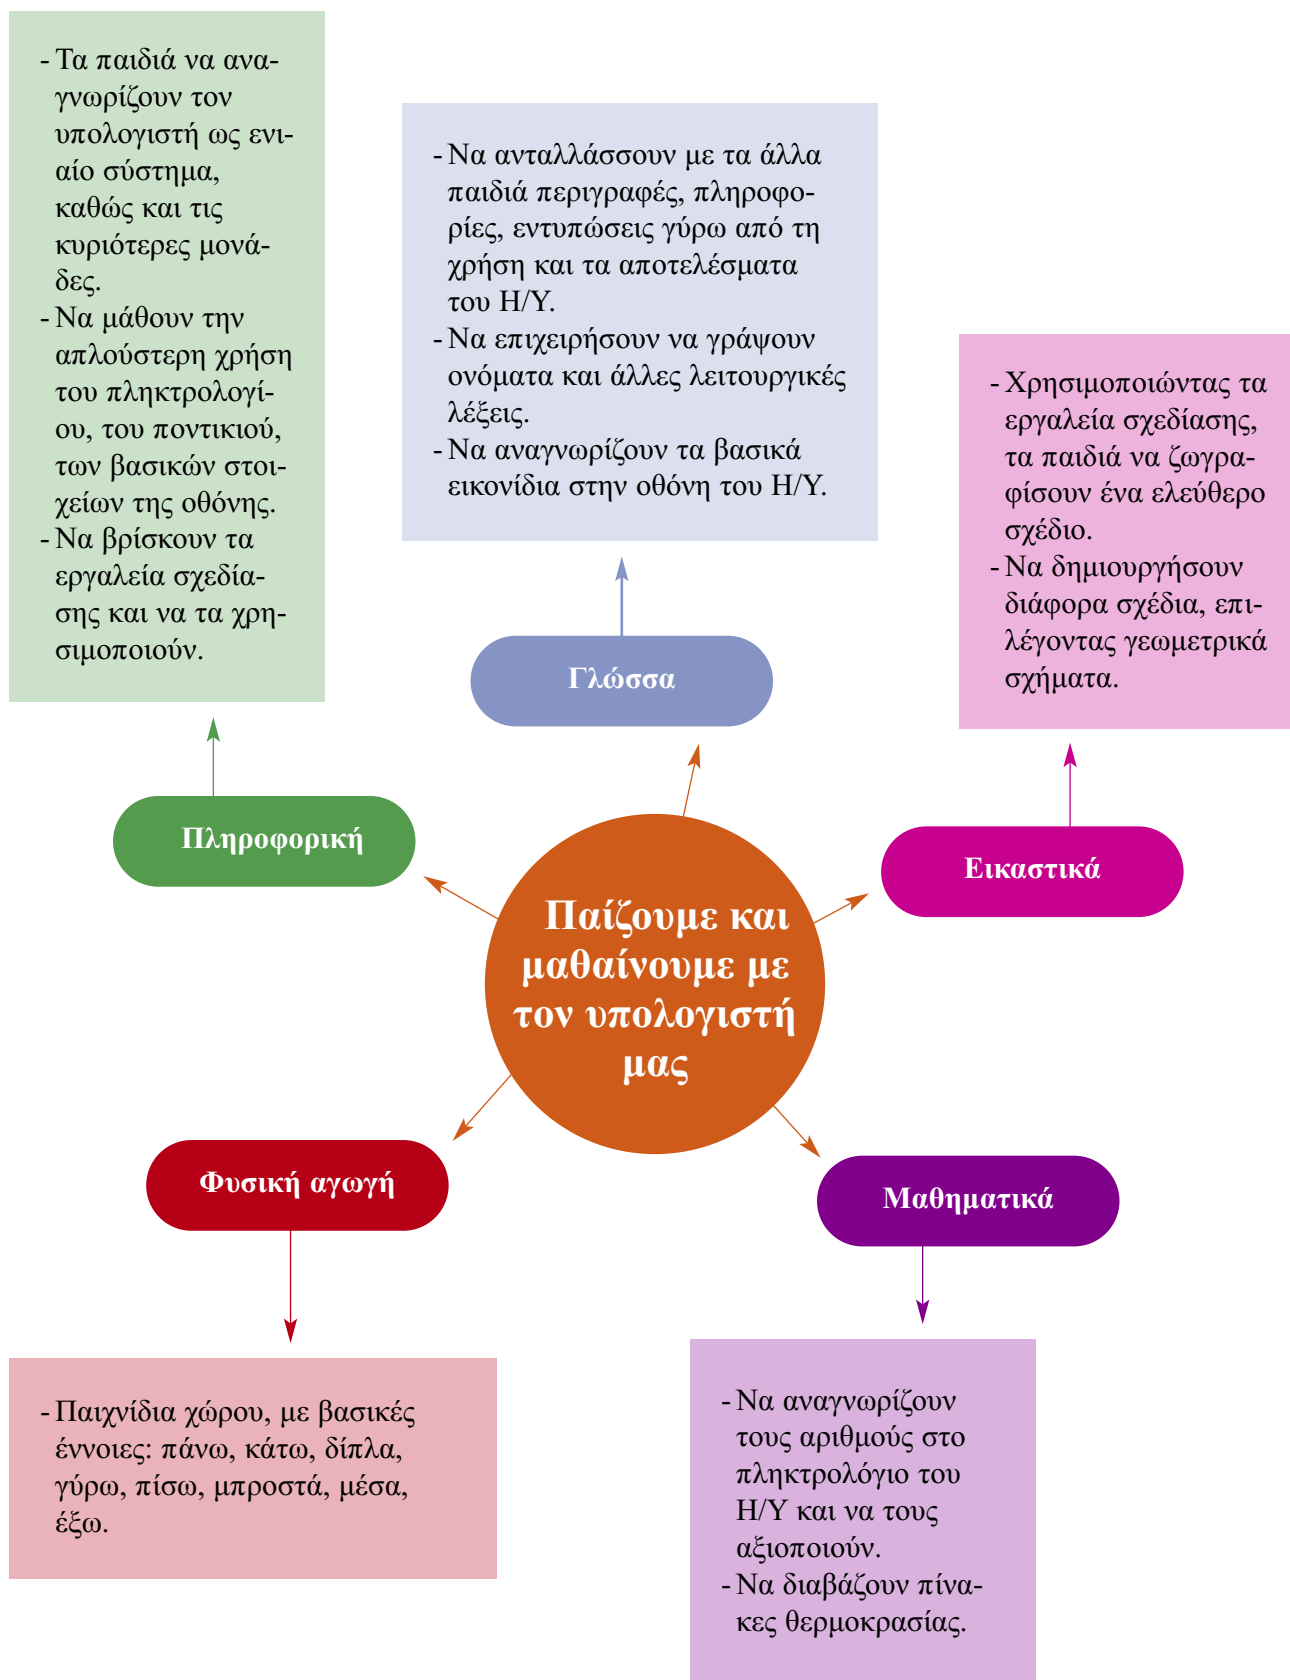 - Τα παιδιά να ανα-
γνωρίζουν τον
υπολογιστή ως ενι-
αίο σύστημα,
καθώς και τις
κυριότερες μονά-
δες.
- Να μάθουν την
απλούστερη χρήση
του πληκτρολογί-
ου, του ποντικιού,
των βασικών στοι-
χείων της οθόνης.
- Να βρίσκουν τα
εργαλεία σχεδία-
σης και να τα χρη-
σιμοποιούν.
Πληροφορική
- Να ανταλλάσσουν με τα άλλα
παιδιά περιγραφές, πληροφο-
ρίες, εντυπώσεις γύρω από τη
χρήση και τα αποτελέσματα
του Η/Υ.
- Να επιχειρήσουν να γράψουν
ονόματα και άλλες λειτουργικές
λέξεις.
- Να αναγνωρίζουν τα βασικά
εικονίδια στην οθόνη του Η/Υ.
Γλώσσα
- Χρησιμοποιώντας τα
εργαλεία σχεδίασης,
τα παιδιά να ζωγρα-
φίσουν ένα ελεύθερο
σχέδιο.
- Να δημιουργήσουν
διάφορα σχέδια, επι-
λέγοντας γεωμετρικά
σχήματα.
Εικαστικά
Παίζουμε και
μαθαίνουμε με
τον υπολογιστή
μας
Φυσική αγωγή
- Παιχνίδια χώρου, με βασικές
έννοιες: πάνω, κάτω, δίπλα,
γύρω, πίσω, μπροστά, μέσα,
έξω.
Μαθηματικά
- Να αναγνωρίζουν
τους αριθμούς στο
πληκτρολόγιο του
Η/Υ και να τους
αξιοποιούν.
- Να διαβάζουν πίνα-
κες θερμοκρασίας.